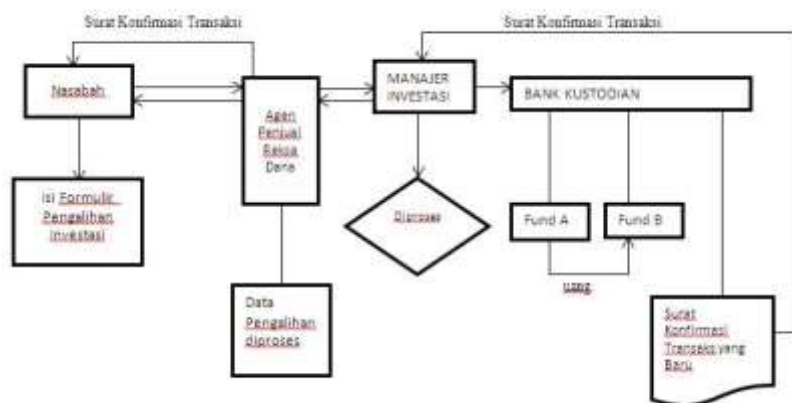 Surat Konfirmasi Transaksi
Surat Konfirmasi Transaksi
Nasabah
Agen
Penjual
Reksa
Dana
MANAJER
INVESTASI
BANK KUSTODIAN
Isi Formulir
Pengalihan
Investasi
Diproses
Fund A
Fund B
uang
Data
Pengalihan
diproses
Surat
Konfirmasi
Transaksi yang
Baru